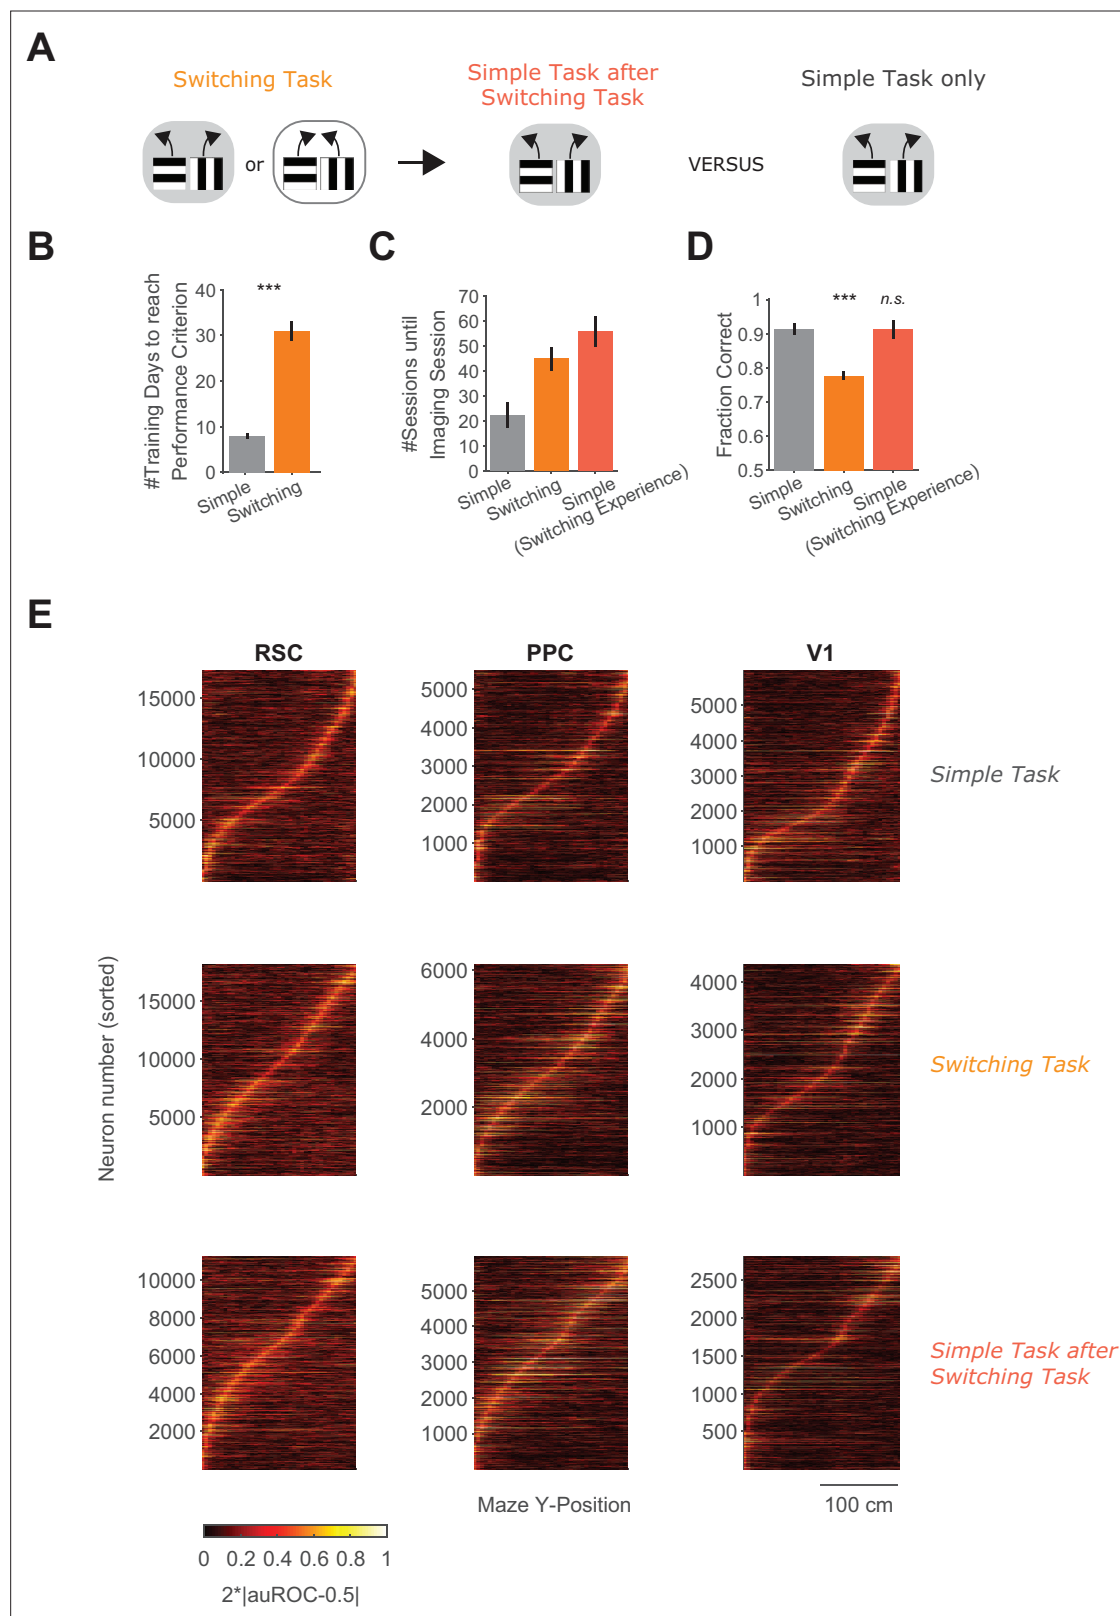 A
Switching Task
Simple Task after
Switching Task
Simple Task only
or
VERSUS
B
#Training Days to reach
Performance Criterion
40
30
20
10
0
***
Simple
Switching
C
#Sessions until
Imaging Session
70
60
50
40
30
20
10
0
Simple
Switching
Simple
(Switching Experience)
D
Fraction Correct
1
0.9
0.8
0.7
0.6
0.5
***
n.s.
Simple
Switching
Simple
(Switching Experience)
E
RSC
PPC
V1
15000
10000
5000
5000
4000
3000
2000
1000
5000
4000
3000
2000
1000
Simple Task
Neuron number (sorted)
15000
10000
5000
6000
4000
2000
4000
3000
2000
1000
Switching Task
10000
8000
6000
4000
2000
5000
4000
3000
2000
1000
2500
2000
1500
1000
500
Simple Task after
Switching Task
Maze Y-Position
100 cm
0 0.2 0.4 0.6 0.8 1
2*|auROC-0.5|